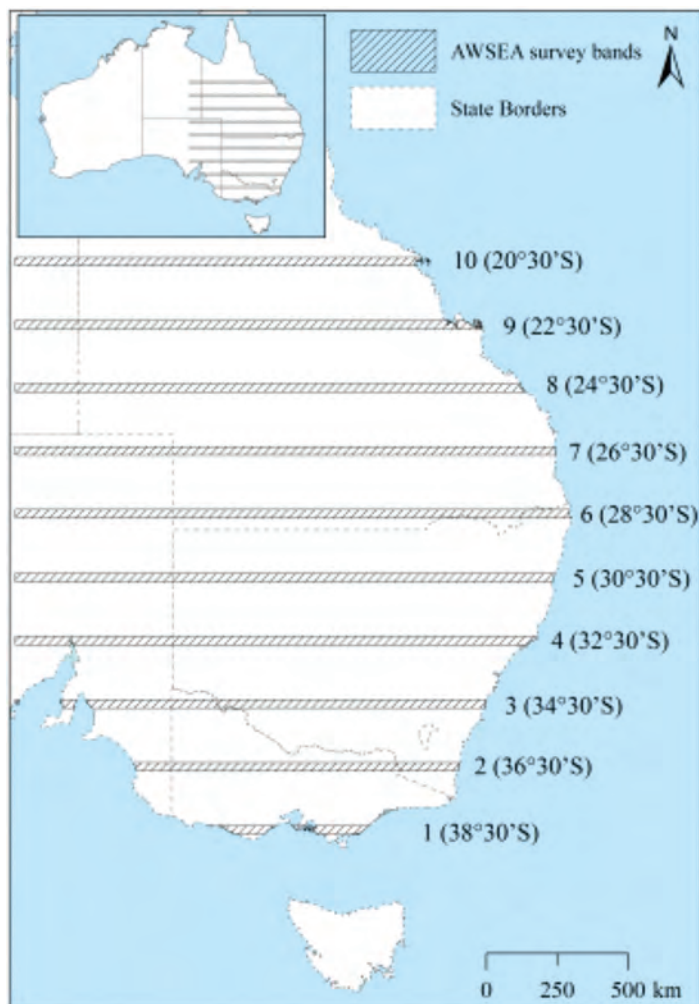 AWSEA survey bands
State Borders
N
10 (20°30’S)
9 (22°30’S)
8 (24°30’S)
7 (26°30’S)
6 (28°30’S)
5 (30°30’S)
4 (32°30’S)
3 (34°30’S)
2 (36°30’S)
1 (38°30’S)
0 250 500 km